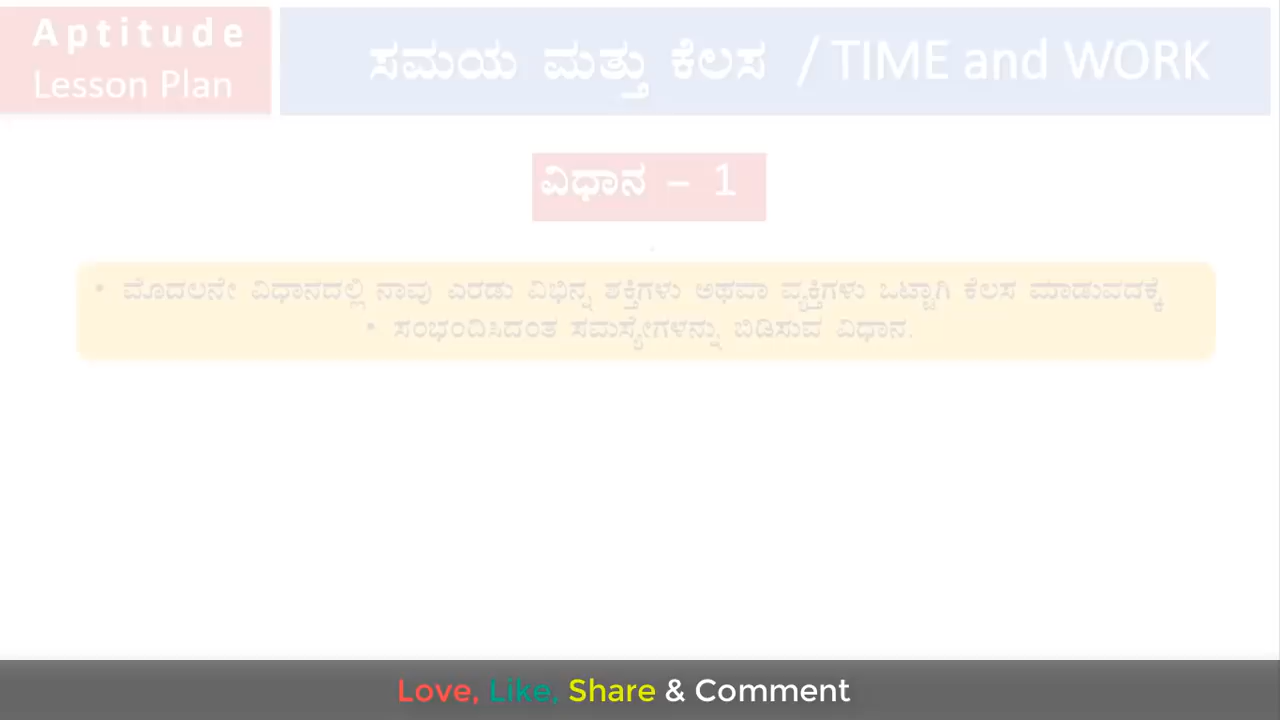 Aptitude
Lesson Plan
ಸಮಯ ಮತ್ತು ಕೆಲಸ / TIME and WORK
ವಿಧಾನ – 1
• ಮೊದಲನೇ ವಿಧಾನದಲ್ಲಿ ನಾವು ಎರಡು ವಿಭಿನ್ನ ಶಕ್ತಿಗಳು ಅಥವಾ ವ್ಯಕ್ತಿಗಳು ಒಟ್ಟಾಗಿ ಕೆಲಸ ಮಾಡುವದಕ್ಕೆ
• ಸಂಭಂದಿಸಿದಂತ ಸಮಸ್ಯೇಗಳನ್ನು ಬಿಡಿಸುವ ವಿಧಾನ.
Love, Like, Share & Comment